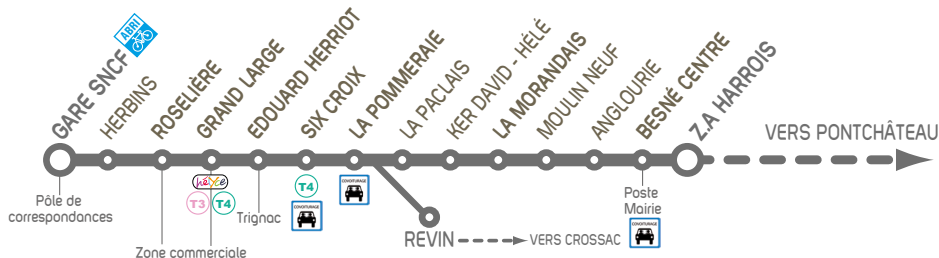 ABRI
GARE SNCF
HERBINS
ROSELIÈRE
GRAND LARGE
EDOUARD HERRIOT
SIX CROIX
LA POMMERAIE
LA PACLAIS
KER DAVID - HÉLÉ
LA MORANDAIS
MOULIN NEUF
ANGLOURIE
BESNÉ CENTRE
Z.A HARROIS
VERS PONTCHÂTEAU
Pôle de
correspondances
hélYce
T3
T4
Zone commerciale
Trignac
T4
COVOITURAGE
COVOITURAGE
REVIN
VERS CROSSAC
Poste
Mairie
COVOITURAGE